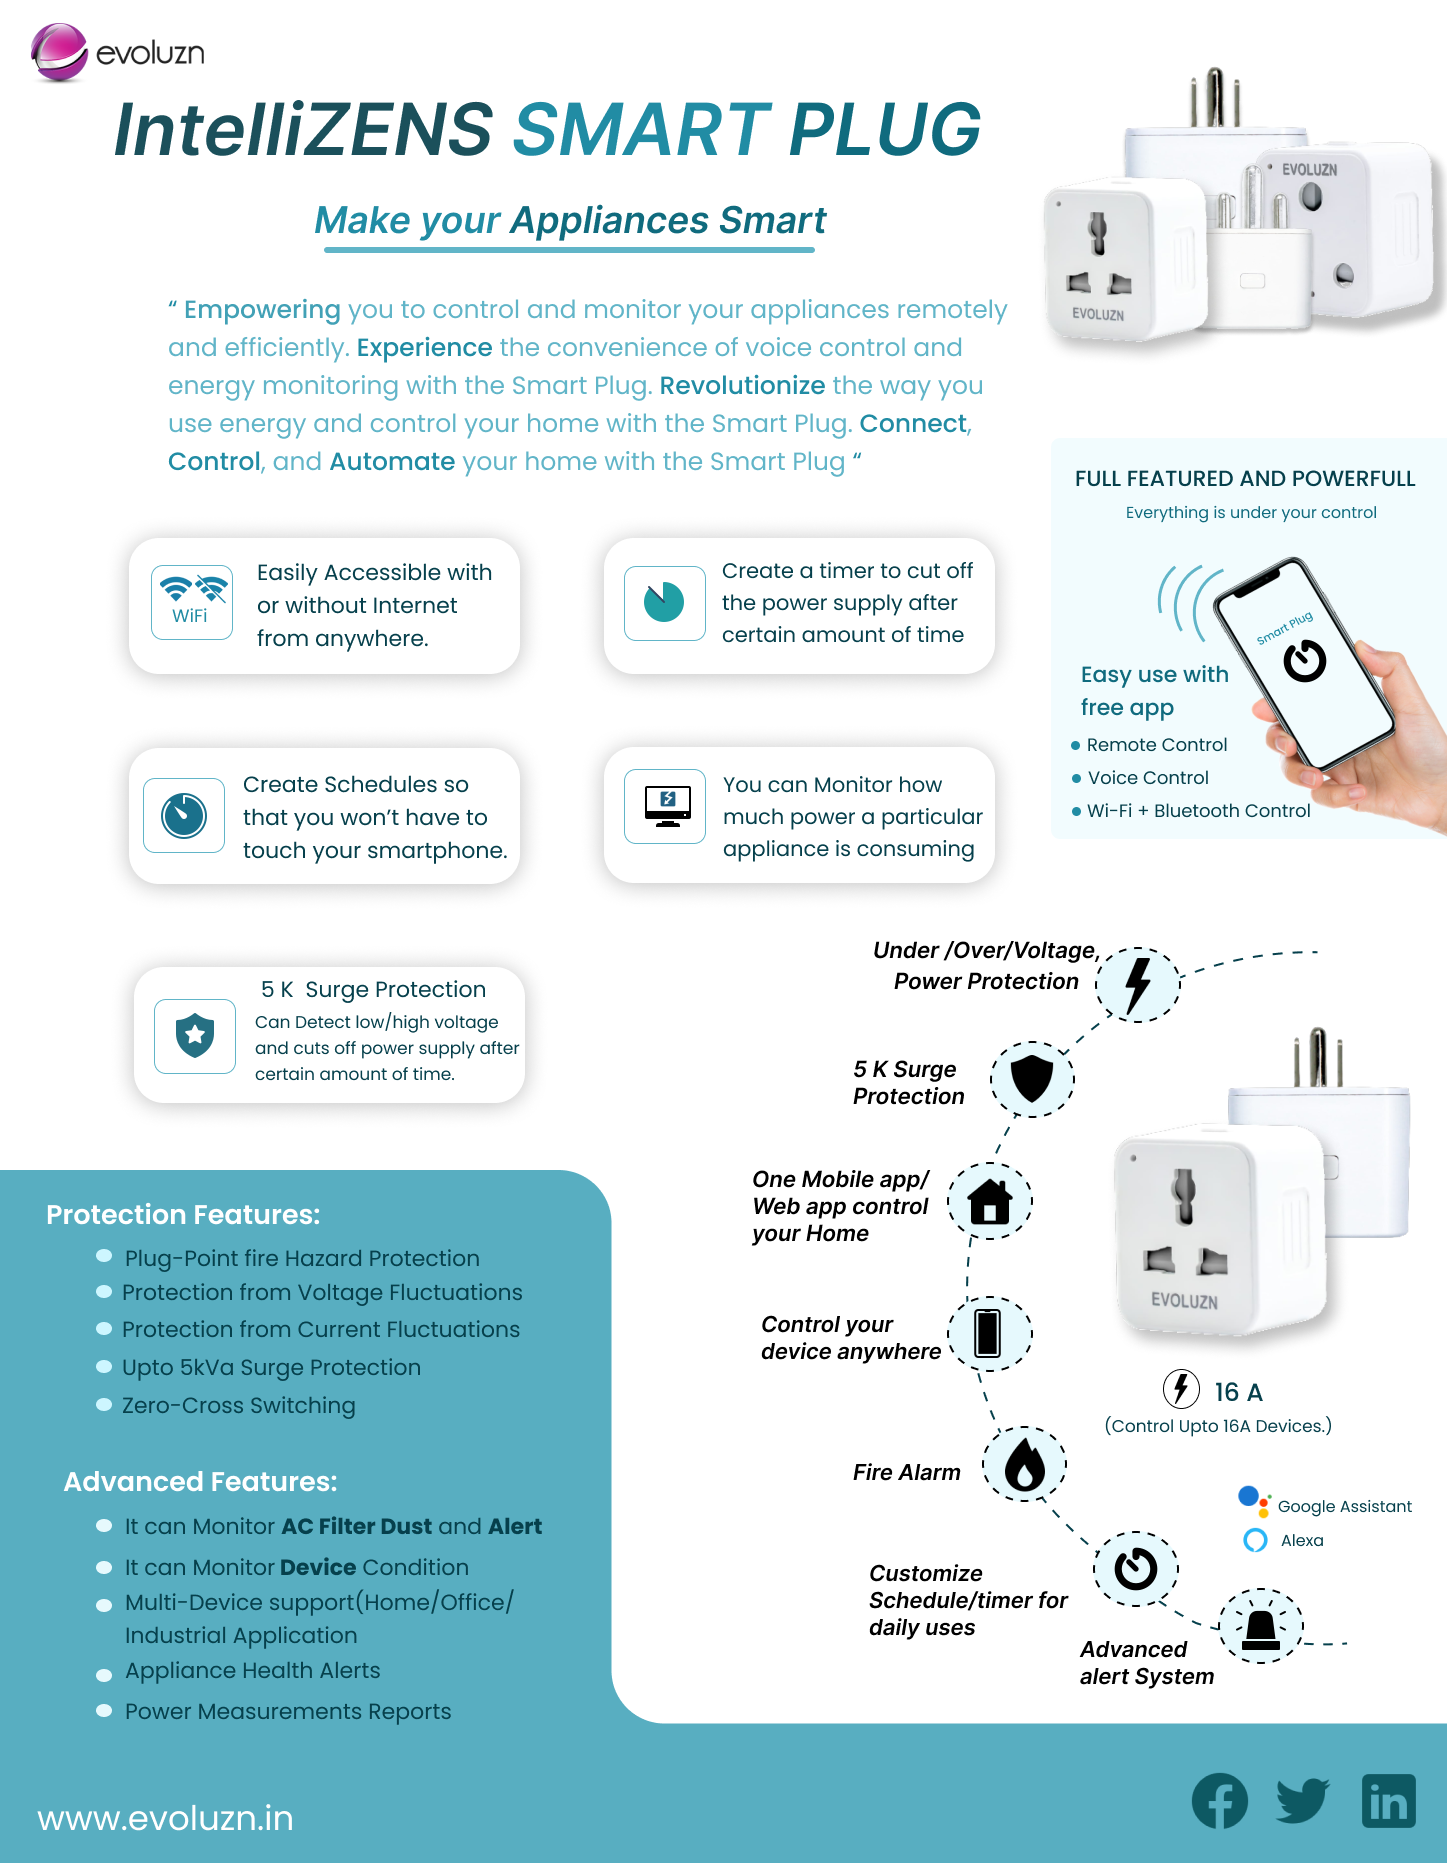 evoluzn
IntelliZENS SMART PLUG
Make your Appliances Smart
“ Empowering you to control and monitor your appliances remotely
and efficiently. Experience the convenience of voice control and
energy monitoring with the Smart Plug. Revolutionize the way you
use energy and control your home with the Smart Plug. Connect,
Control, and Automate your home with the Smart Plug “
EVOLUZN
EVOLUZN
FULL FEATURED AND POWERFULL
Everything is under your control
Smart Plug
Easy use with
free app
Remote Control
Voice Control
Wi-Fi + Bluetooth Control
WiFi
Easily Accessible with
or without Internet
from anywhere.
Create a timer to cut off
the power supply after
certain amount of time
Create Schedules so
that you won’t have to
touch your smartphone.
You can Monitor how
much power a particular
appliance is consuming
5 K Surge Protection
Can Detect low/high voltage
and cuts off power supply after
certain amount of time.
Under /Over/Voltage,
Power Protection
5 K Surge
Protection
One Mobile app/
Web app control
your Home
Control your
device anywhere
Fire Alarm
Customize
Schedule/timer for
daily uses
Advanced
alert System
EVOLUZN
16 A
(Control Upto 16A Devices.)
Google Assistant
Alexa
Protection Features:
Plug-Point fire Hazard Protection
Protection from Voltage Fluctuations
Protection from Current Fluctuations
Upto 5kVa Surge Protection
Zero-Cross Switching
Advanced Features:
It can Monitor AC Filter Dust and Alert
It can Monitor Device Condition
Multi-Device support(Home/Office/
Industrial Application
Appliance Health Alerts
Power Measurements Reports
www.evoluzn.in